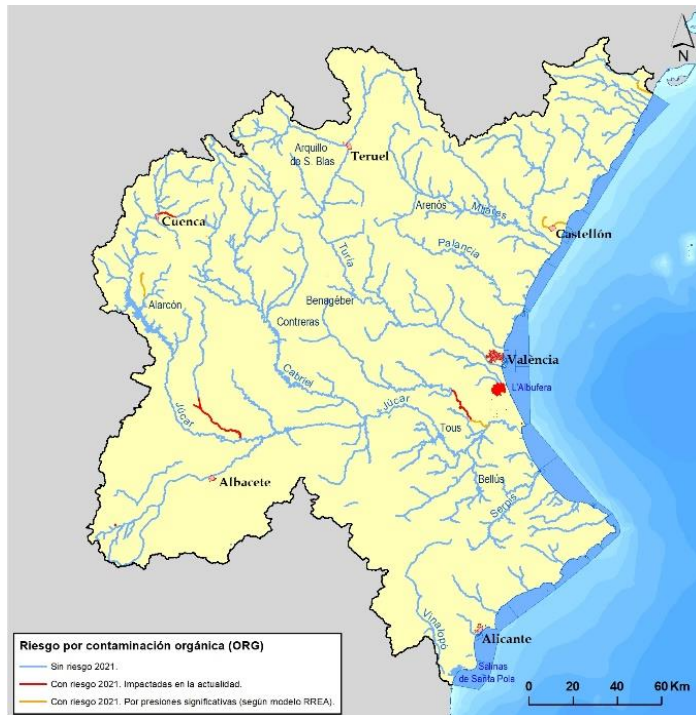 N
Arquillo
de S. Blas
Teruel
Cuenca
Arenós
Mijares
Castellón
Palancia
Turia
Alarcón
Benagéber
Contreras
València
Cabriel
L'Albufera
Júcar
Júcar
Tous
Albacete
Bellús
Serpis
Vinalopó
Alicante
Salinas
de Santa Pola
Riesgo por contaminación orgánica (ORG)
Sin riesgo 2021.
Con riesgo 2021. Impactadas en la actualidad.
Con riesgo 2021. Por presiones significativas (según modelo RREA).
0 20 40 60 Km